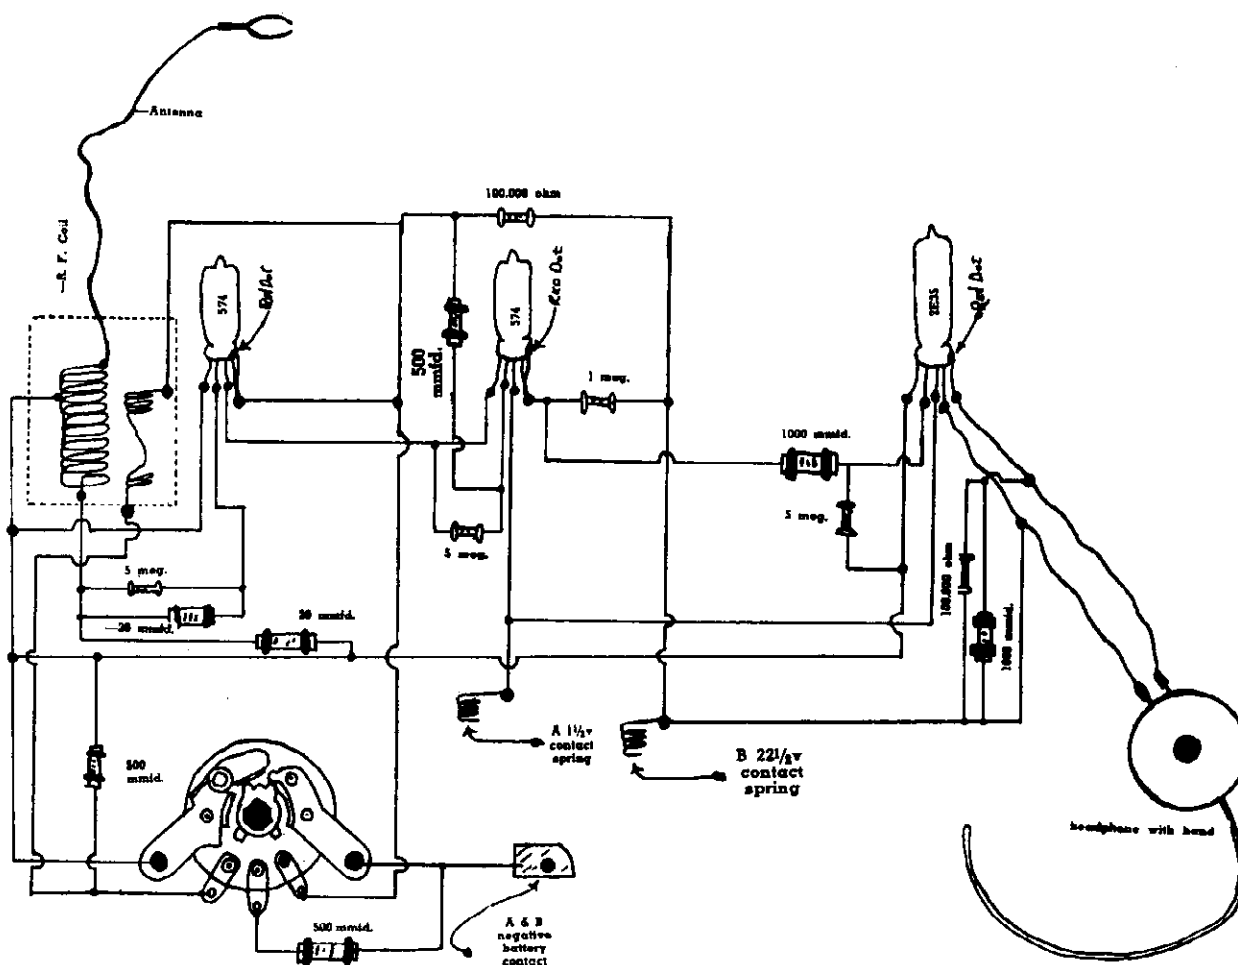 Antenna
R. F. Coil
100.000 ohm
574
Red Dot
574
Red Dot
2E35
Red Dot
500
mmfd.
1 meg.
1000 mmfd.
5 meg.
5 meg.
100.000 ohm
1000 mmfd.
5 meg.
20 mmfd.
20 mmfd.
A 1½v
contact
spring
B 22½v
contact
spring
500
mmfd.
headphone with band
500 mmfd.
A & B
negative
battery
contact